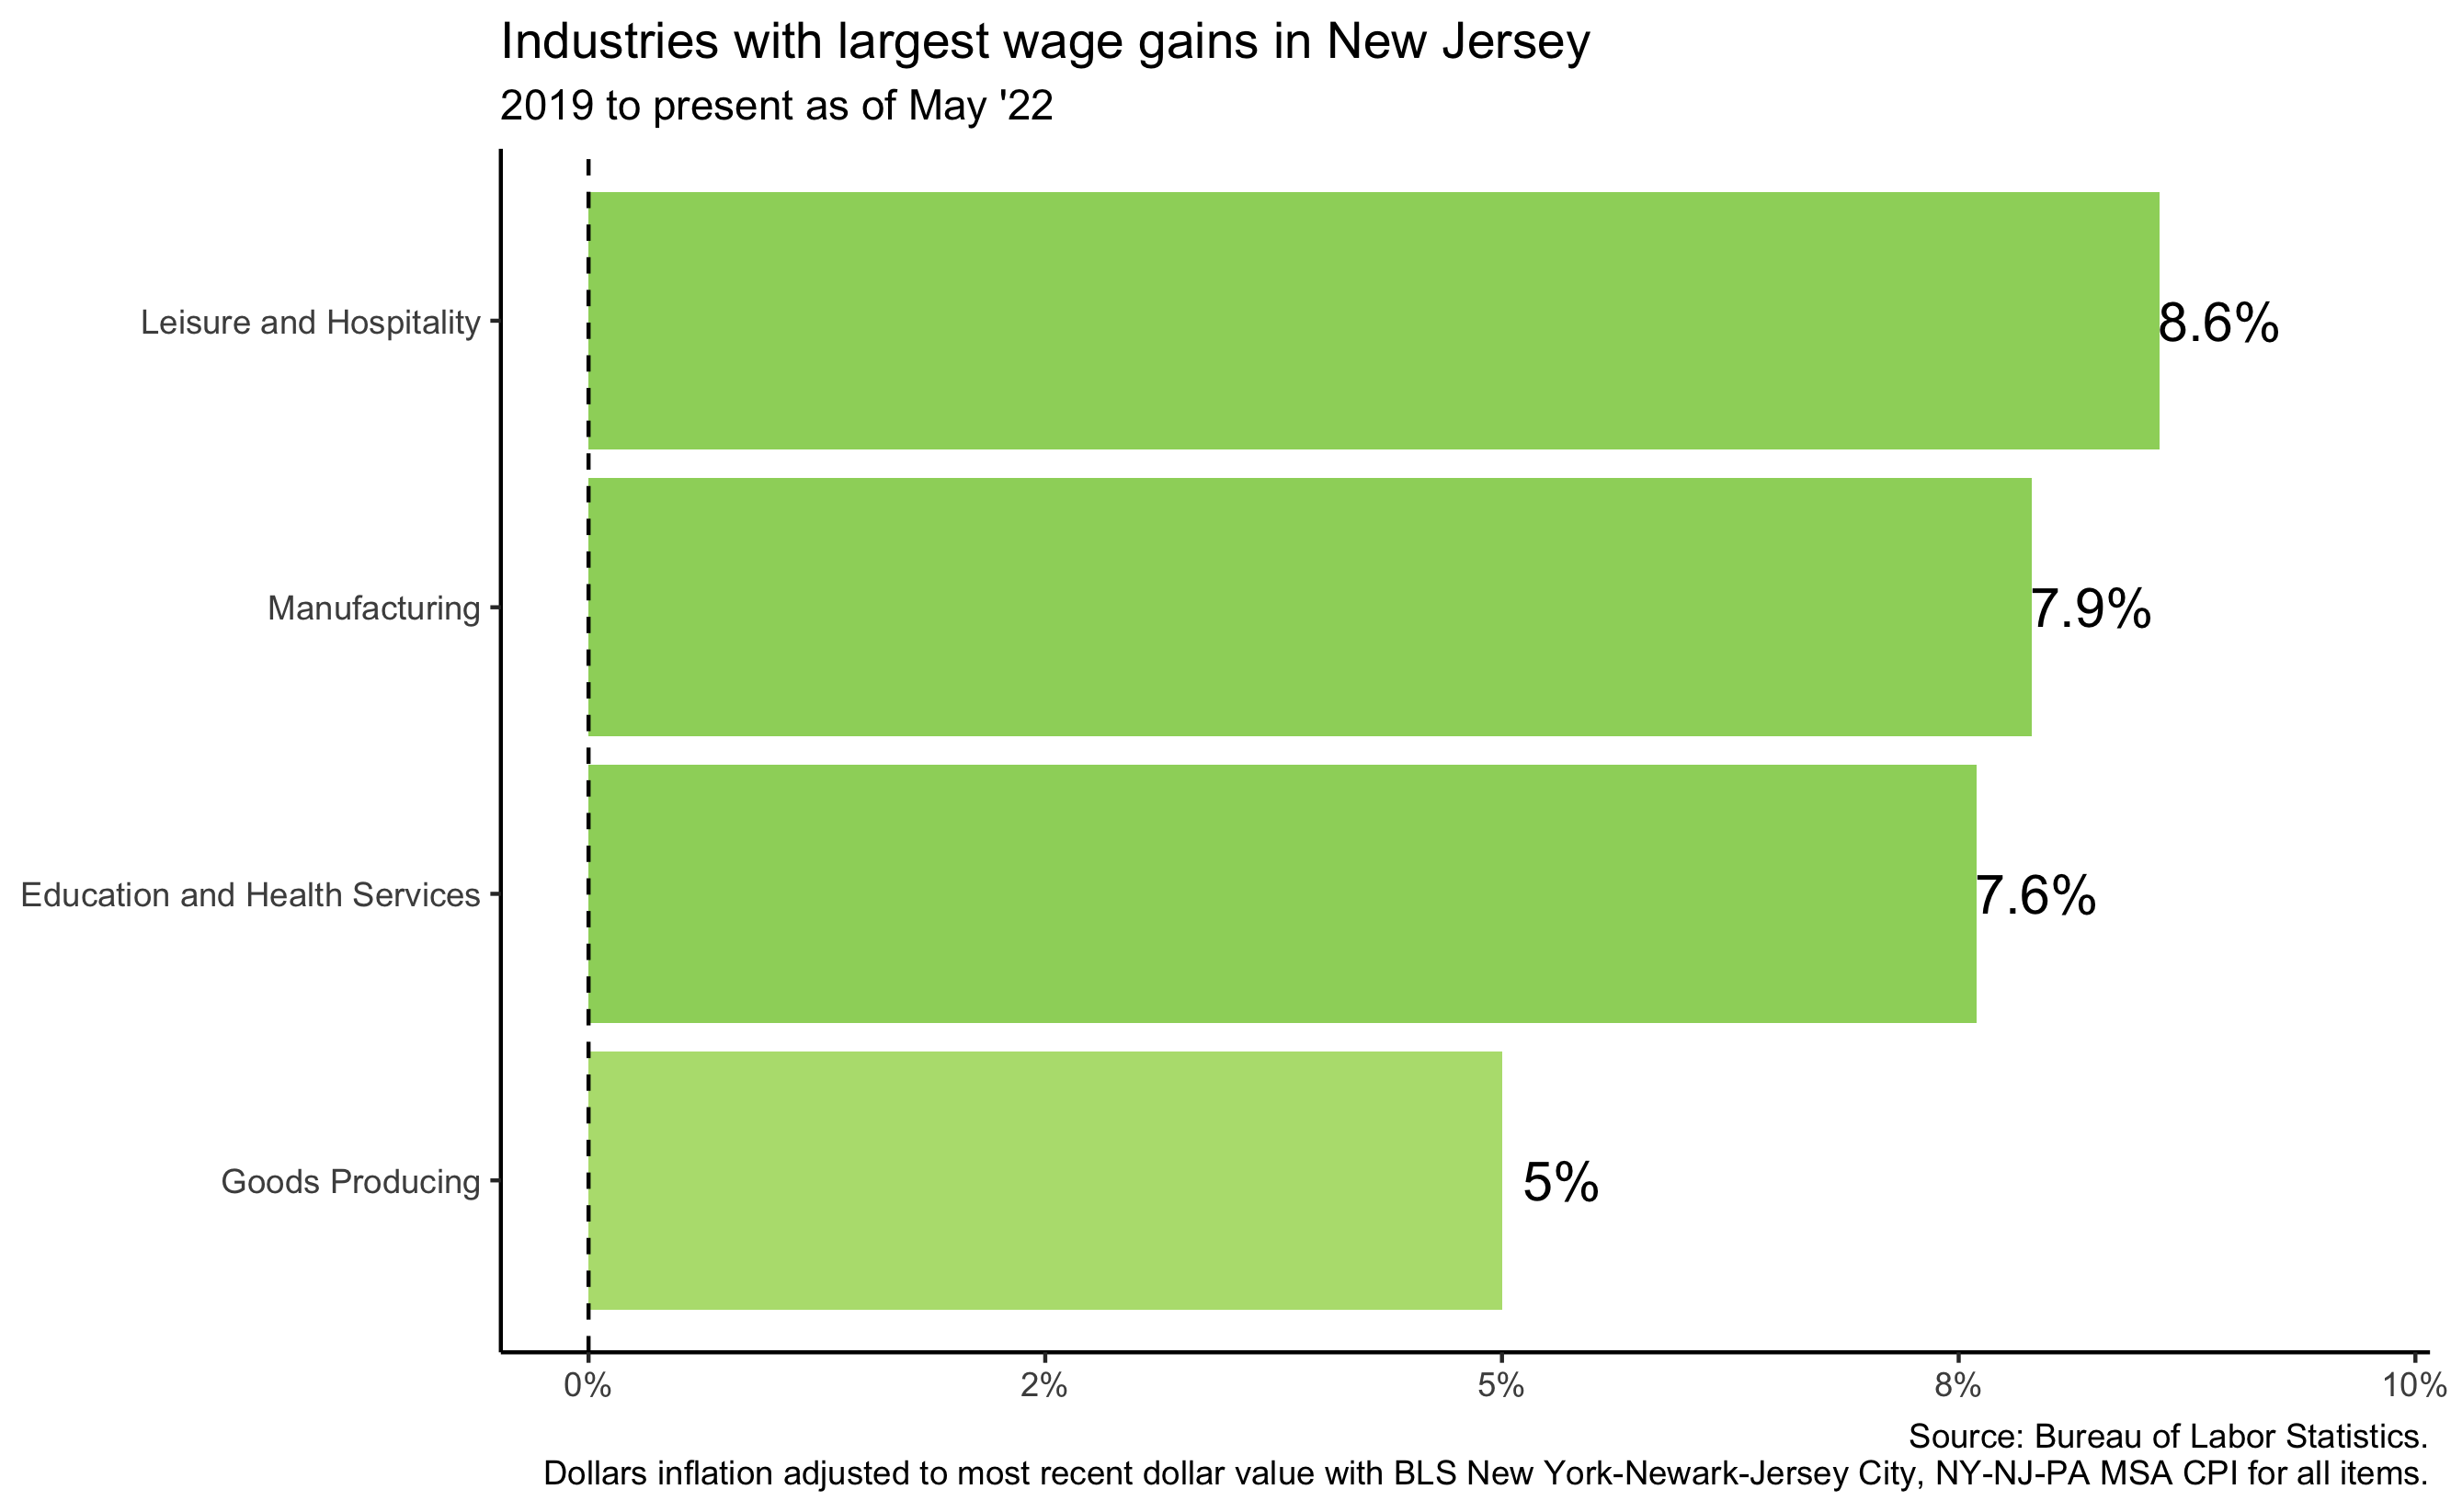 Industries with largest wage gains in New Jersey
2019 to present as of May '22
Leisure and Hospitality
8.6%
Manufacturing
7.9%
Education and Health Services
7.6%
Goods Producing
5%
0% 2% 5% 8% 10%
Source: Bureau of Labor Statistics.
Dollars inflation adjusted to most recent dollar value with BLS New York-Newark-Jersey City, NY-NJ-PA MSA CPI for all items.